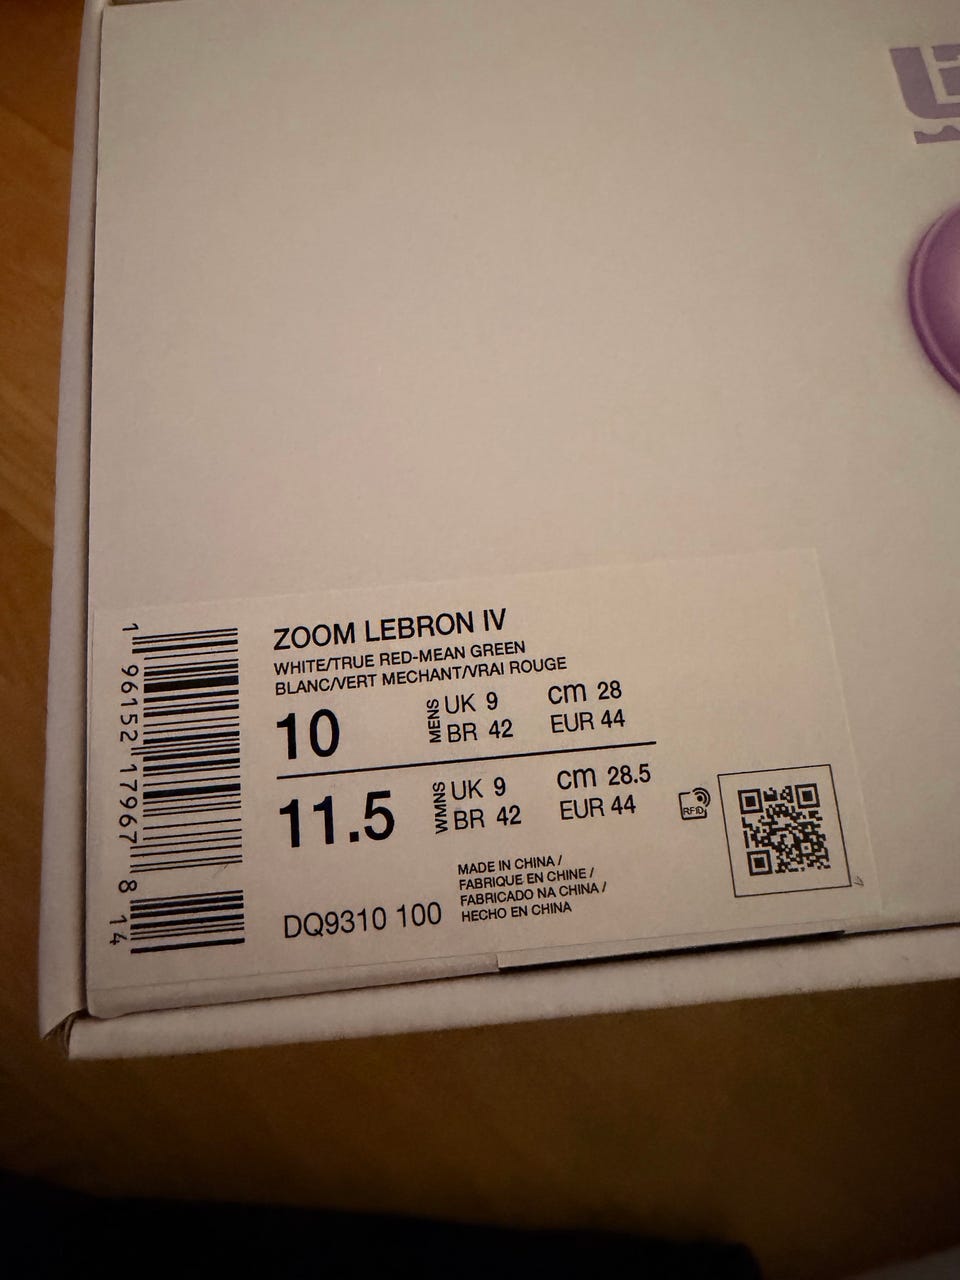 ZOOM LEBRON IV
WHITE/TRUE RED-MEAN GREEN
BLANC/VERT MECHANT/VRAI ROUGE
10 MENS UK 9 cm 28
BR 42 EUR 44
11.5 WMNS UK 9 cm 28.5
BR 42 EUR 44
RFID
MADE IN CHINA /
FABRIQUE EN CHINE /
FABRICADO NA CHINA /
HECHO EN CHINA
DQ9310 100
1 96152 17967 8 14